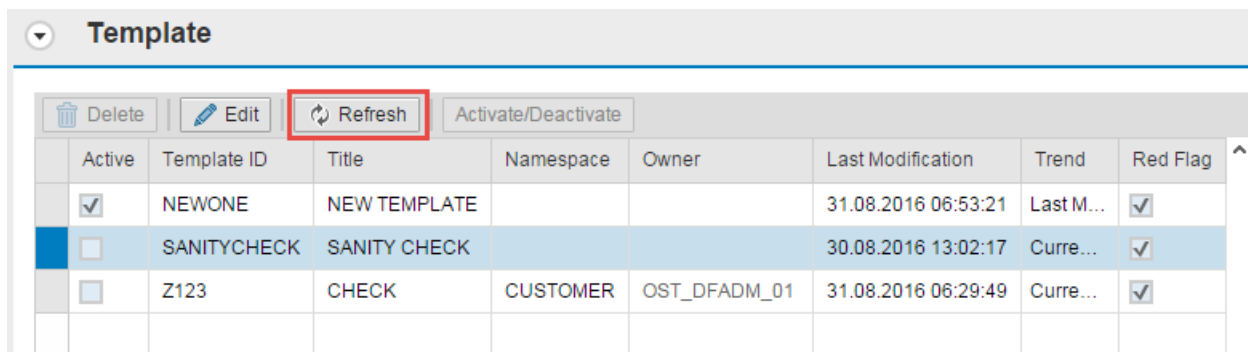 Template
Delete Edit Refresh Activate/Deactivate
Active Template ID Title Namespace Owner Last Modification Trend Red Flag
NEWONE NEW TEMPLATE 31.08.2016 06:53:21 Last M...
SANITYCHECK SANITY CHECK 30.08.2016 13:02:17 Curre...
Z123 CHECK CUSTOMER OST_DFADM_01 31.08.2016 06:29:49 Curre...